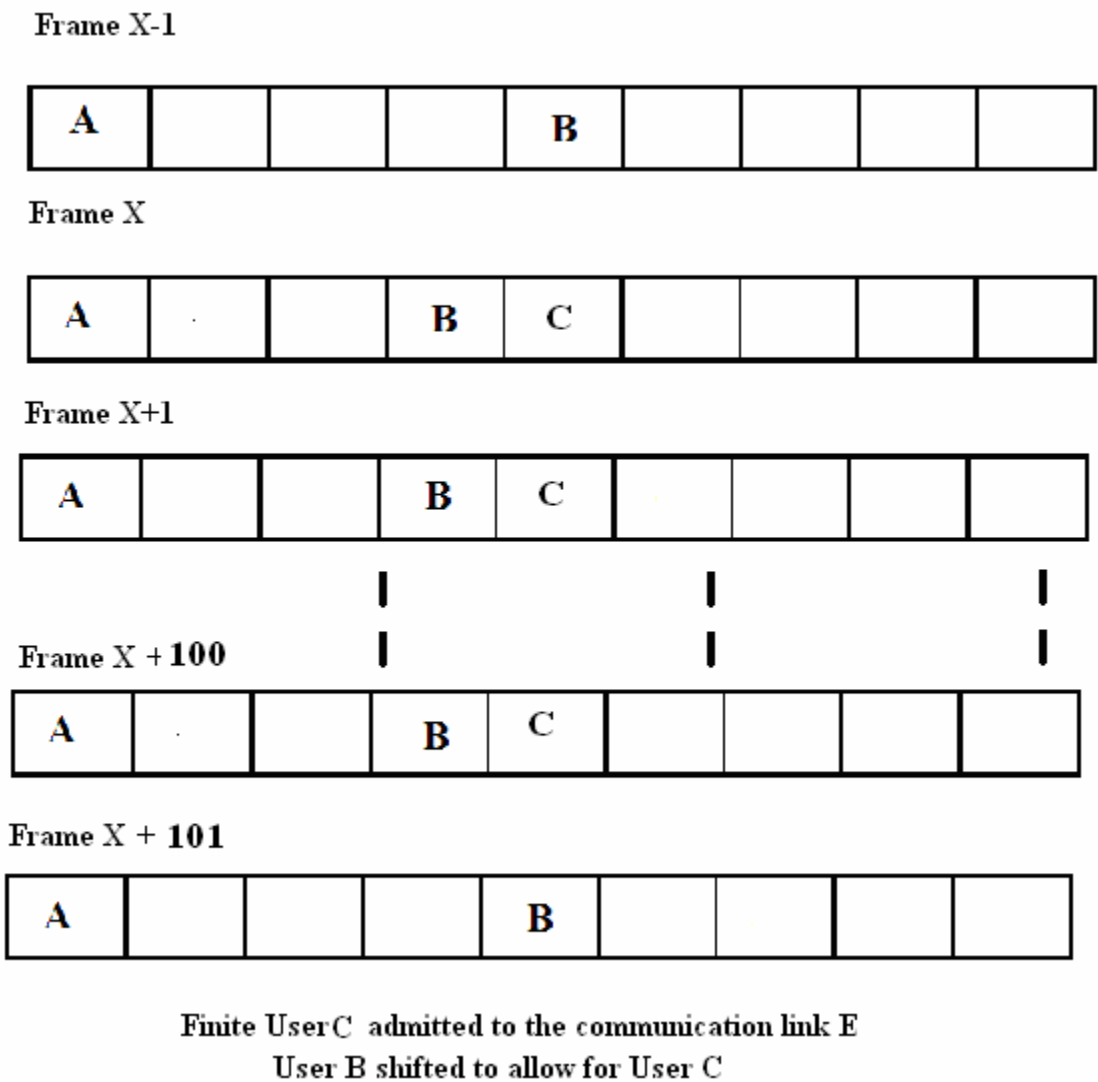 Frame X-1
A B
Frame X
A B C
Frame X+1
A B C
Frame X + 100
A B C
Frame X + 101
A B
Finite User C admitted to the communication link E
User B shifted to allow for User C